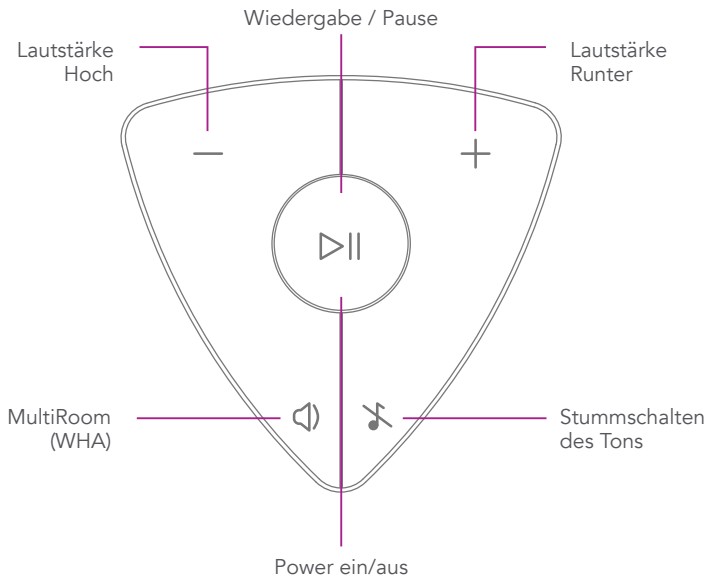 Wiedergabe / Pause
Lautstärke
Hoch
Lautstärke
Runter
MultiRoom
(WHA)
Stummschalten
des Tons
Power ein/aus